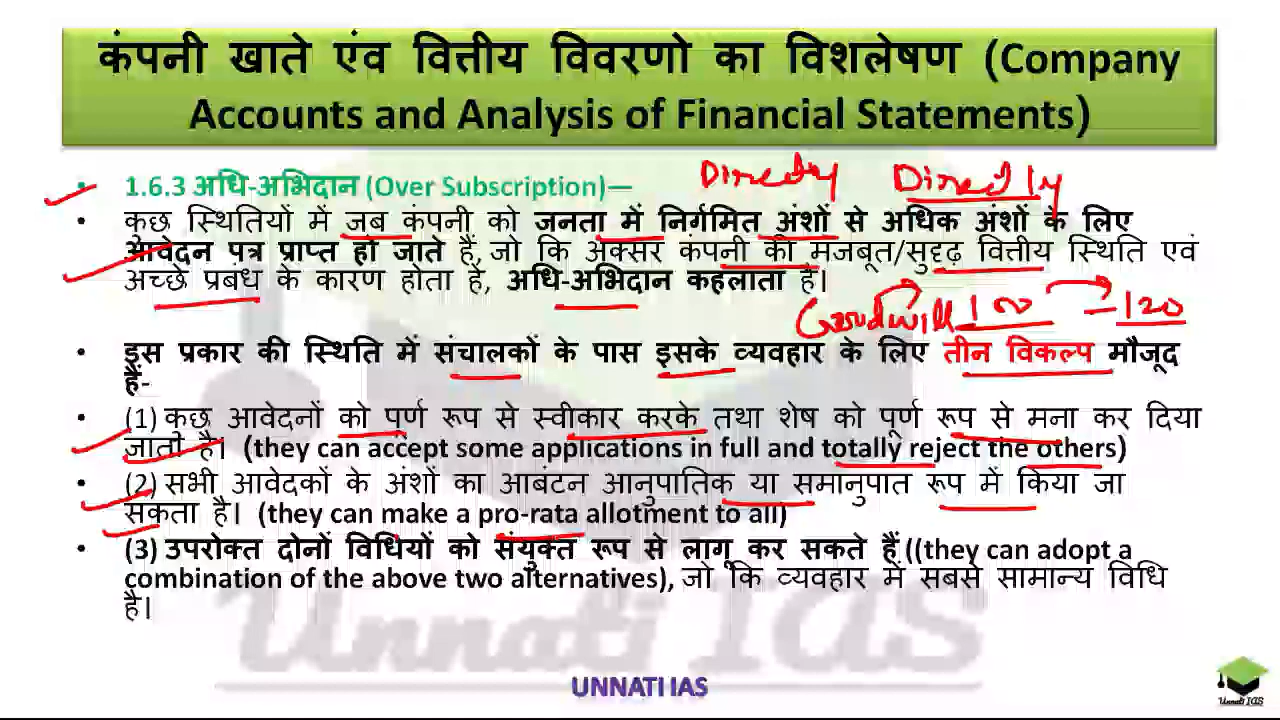 कंपनी खाते एंव वित्तीय विवरणो का विशलेषण (Company
Accounts and Analysis of Financial Statements)
Directly Directly
• 1.6.3 अधि-अभिदान (Over Subscription)—
• कुछ स्थितियों में जब कंपनी को जनता में निर्गमित अंशों से अधिक अंशों के लिए
आवेदन पत्र प्राप्त हो जाते हैं, जो कि अक्सर कंपनी की मजबूत/सुदृढ़ वित्तीय स्थिति एवं
अच्छे प्रबंध के कारण होता है, अधि-अभिदान कहलाता है।
Goodwill 100 – 120
• इस प्रकार की स्थिति में संचालकों के पास इसके व्यवहार के लिए तीन विकल्प मौजूद
हैं-
• (1) कुछ आवेदनों को पूर्ण रूप से स्वीकार करके तथा शेष को पूर्ण रूप से मना कर दिया
जाता है। (they can accept some applications in full and totally reject the others)
• (2) सभी आवेदकों के अंशों का आबंटन आनुपातिक या समानुपात रूप में किया जा
सकता है। (they can make a pro-rata allotment to all)
• (3) उपरोक्त दोनों विधियों को संयुक्त रूप से लागू कर सकते हैं ((they can adopt a
combination of the above two alternatives), जो कि व्यवहार में सबसे सामान्य विधि
है।
Unnati IAS
UNNATI IAS
Unnati IAS